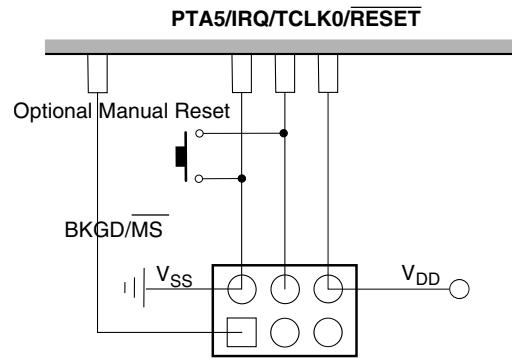 PTA5/IRQ/TCLK0/RESET
Optional Manual Reset
BKGD/MS
VSS
VDD